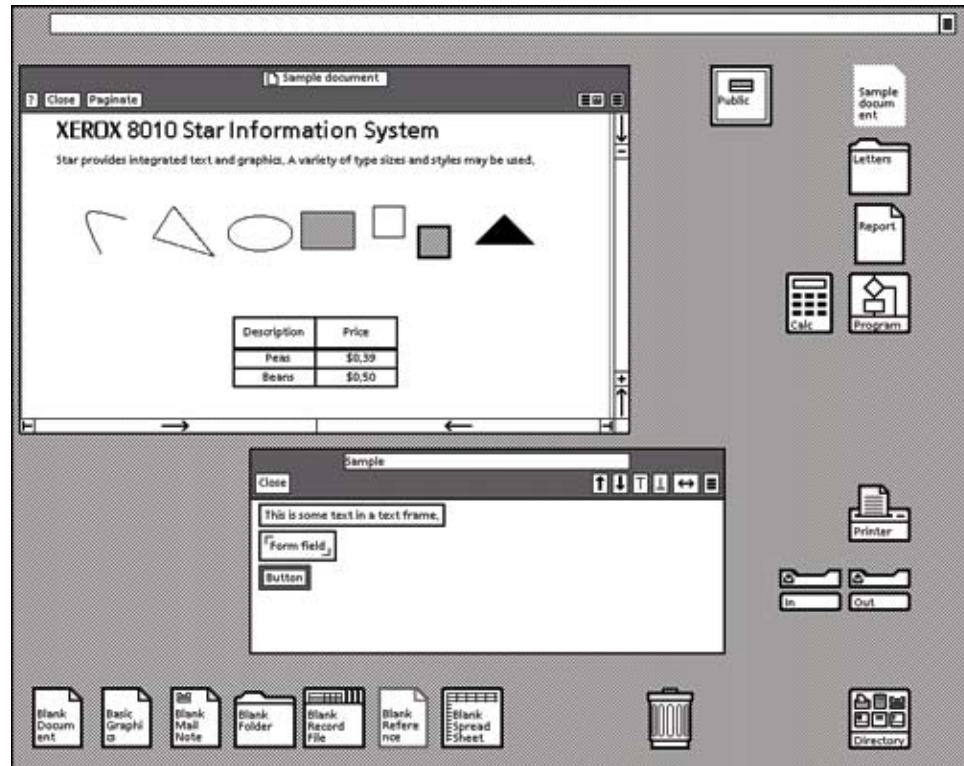 Sample document
? Close Paginate
XEROX 8010 Star Information System
Star provides integrated text and graphics. A variety of type sizes and styles may be used.
Description Price
Peas $0.39
Beans $0.50
Public
Sample
docum
ent
Letters
Report
Calc
Program
Sample
Close
This is some text in a text frame.
Form field
Button
Printer
In
Out
Blank
Docum
ent
Basic
Graphi
cs
Blank
Mail
Note
Blank
Folder
Blank
Record
File
Blank
Refere
nce
Blank
Spread
Sheet
Directory